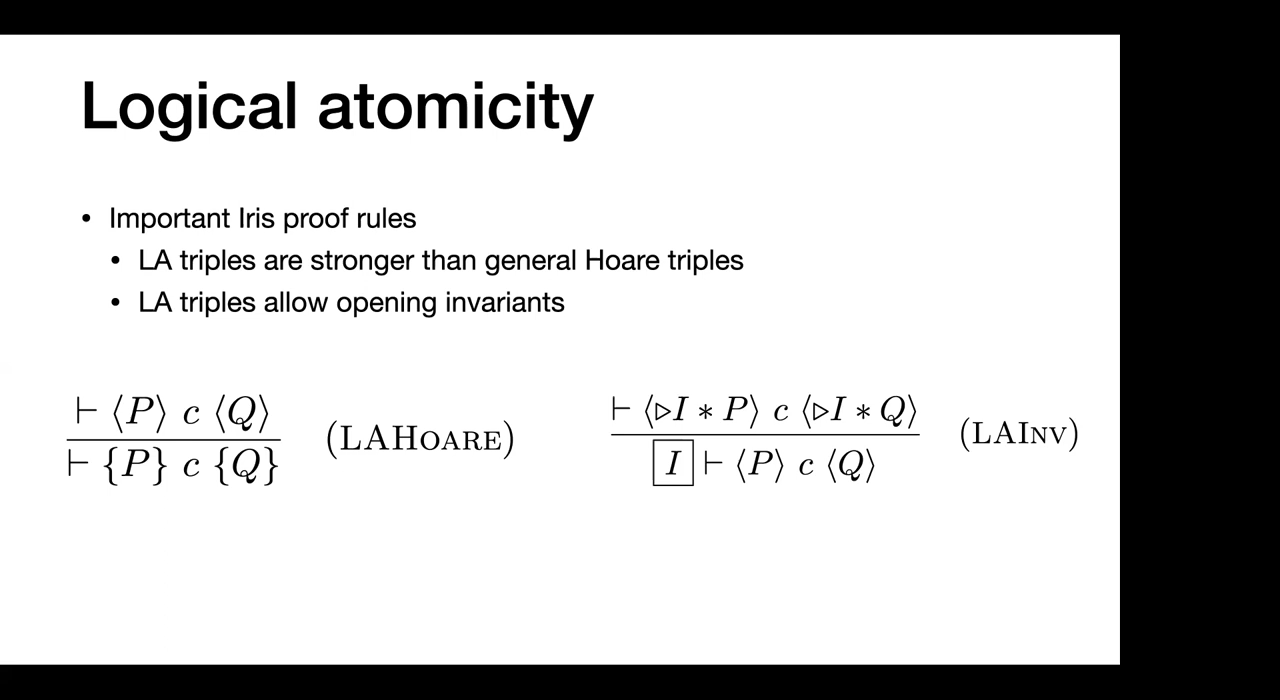 Logical atomicity
• Important Iris proof rules
• LA triples are stronger than general Hoare triples
• LA triples allow opening invariants
⊢ ⟨P⟩ c ⟨Q⟩
⊢ {P} c {Q}
(LAHOARE)
⊢ ⟨▷I ∗ P⟩ c ⟨▷I ∗ Q⟩
I ⊢ ⟨P⟩ c ⟨Q⟩
(LAINV)